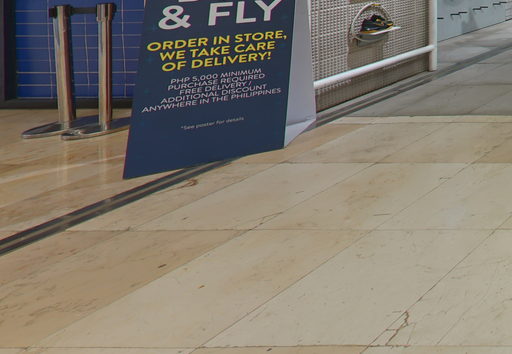 & FLY
ORDER IN STORE,
WE TAKE CARE
OF DELIVERY!
PHP 5,000 MINIMUM
PURCHASE REQUIRED
FREE DELIVERY /
ADDITIONAL DISCOUNT
ANYWHERE IN THE PHILIPPINES
*See poster for details